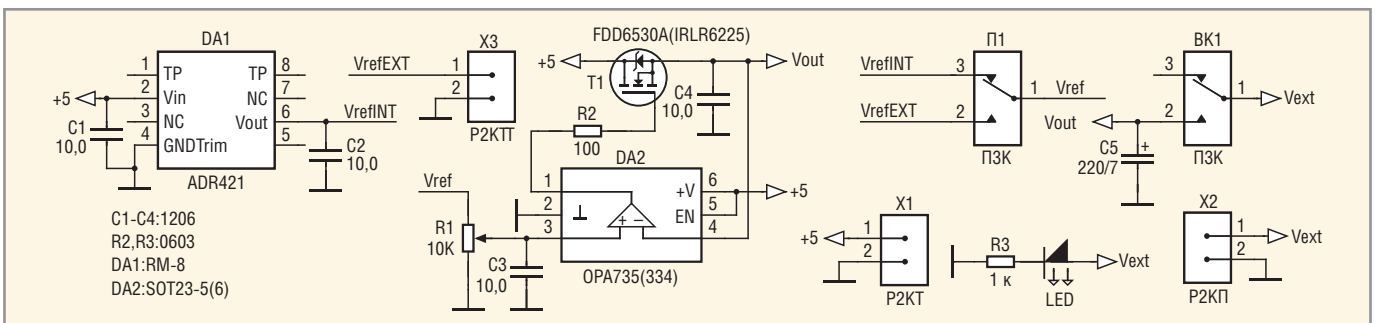 DA1
1 TP TP 8
2 Vin NC 7
3 NC Vout 6
4 GNDTrim 5
ADR421
+5
C1
10,0
VrefINT
C2
10,0
C1-C4:1206
R2,R3:0603
DA1:RM-8
DA2:SOT23-5(6)
X3
VrefEXT 1
2
P2KTT
FDD6530A(IRLR6225)
+5
T1
Vout
C4
10,0
R2
100
DA2
1 +V 6
2 EN 5
3 + − 4
+5
OPA735(334)
Vref
R1
10K
C3
10,0
П1
VrefINT 3
1 Vref
VrefEXT 2
П3К
ВК1
3
1 Vext
Vout 2
C5 +
220/7
П3К
X1
+5 1
2
P2KT
R3
1 к
LED
Vext
X2
1 Vext
2
Р2КП